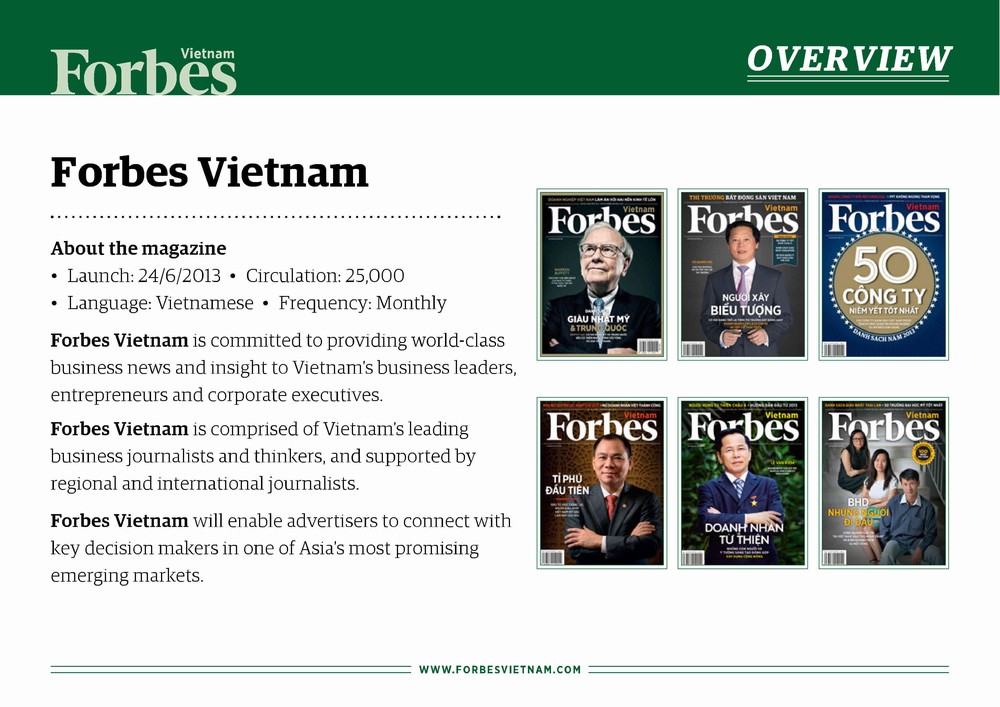 Forbes Vietnam
OVERVIEW
Forbes Vietnam
About the magazine
• Launch: 24/6/2013 • Circulation: 25,000
• Language: Vietnamese • Frequency: Monthly
Forbes Vietnam is committed to providing world-class
business news and insight to Vietnam's business leaders,
entrepreneurs and corporate executives.
Forbes Vietnam is comprised of Vietnam's leading
business journalists and thinkers, and supported by
regional and international journalists.
Forbes Vietnam will enable advertisers to connect with
key decision makers in one of Asia's most promising
emerging markets.
Vietnam
Forbes
WARREN
BUFFETT
GIÀU NHẤT MỸ
& TRUNG QUỐC
THỊ TRƯỜNG BẤT ĐỘNG SẢN VIỆT NAM
Vietnam
Forbes
NGƯỜI XÂY
BIỂU TƯỢNG
Vietnam
Forbes
50
CÔNG TY
NIÊM YẾT TỐT NHẤT
Vietnam
Forbes
TỈ PHÚ
ĐẦU TIÊN
Vietnam
Forbes
DOANH NHÂN
TỪ THIỆN
Vietnam
Forbes
BHD
NHỮNG NGƯỜI
ĐI ĐẦU
WWW.FORBESVIETNAM.COM